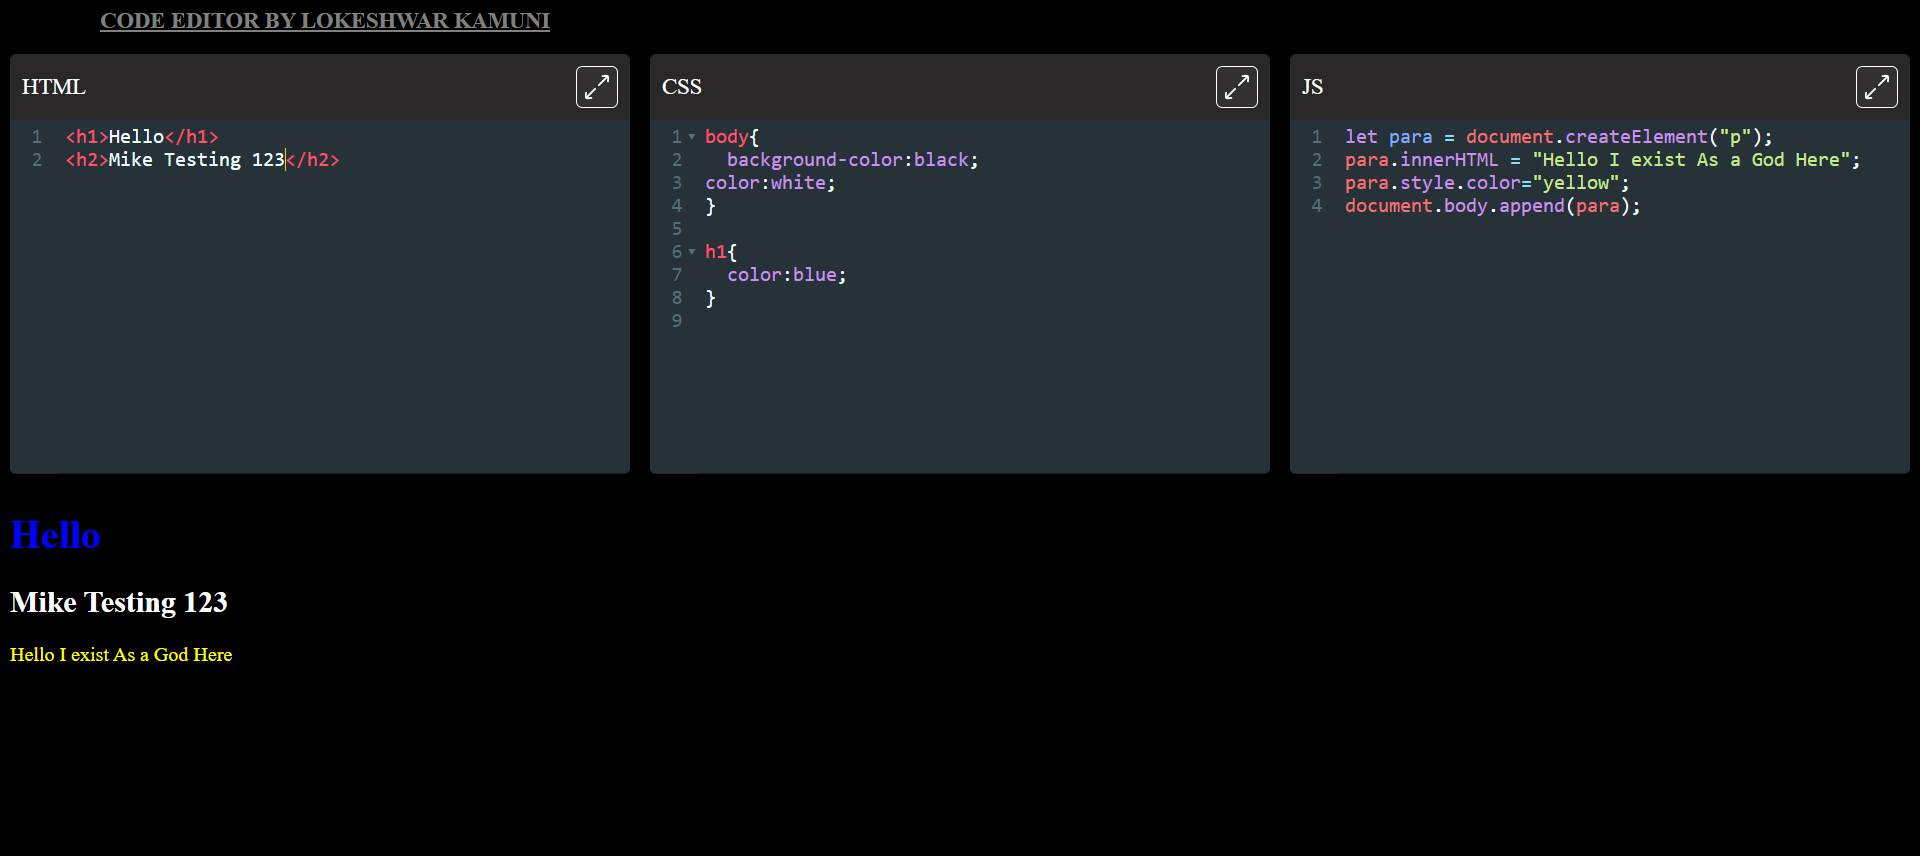 CODE EDITOR BY LOKESHWAR KAMUNI
HTML
1 <h1>Hello</h1>
2 <h2>Mike Testing 123</h2>
CSS
1 body{
2   background-color:black;
3 color:white;
4 }
5
6 h1{
7   color:blue;
8 }
9
JS
1 let para = document.createElement("p");
2 para.innerHTML = "Hello I exist As a God Here";
3 para.style.color="yellow";
4 document.body.append(para);
Hello
Mike Testing 123
Hello I exist As a God Here